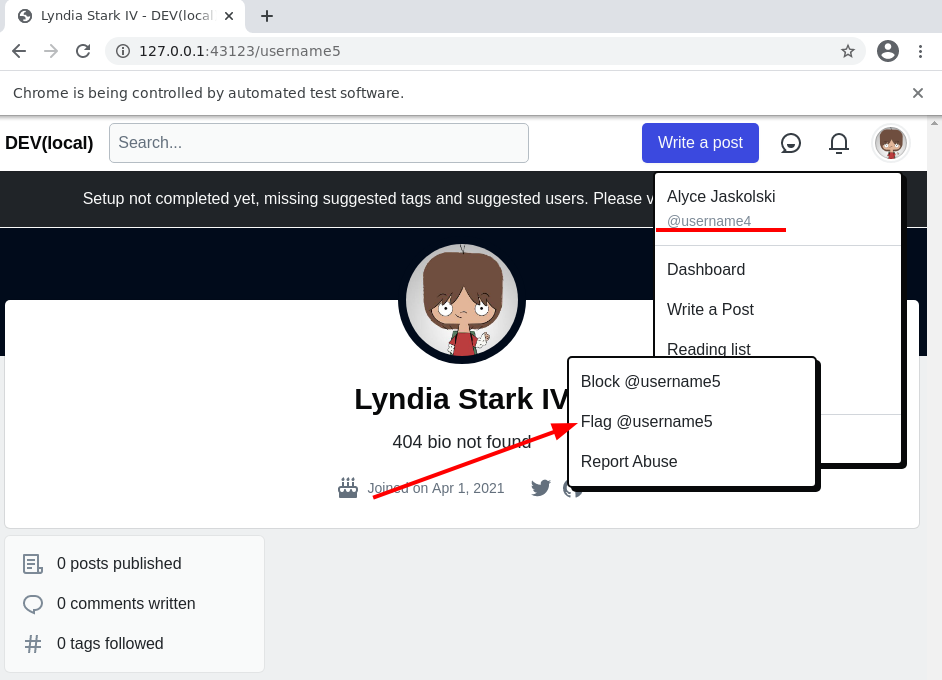 Lyndia Stark IV - DEV(local
127.0.0.1:43123/username5
Chrome is being controlled by automated test software.
DEV(local)
Search...
Write a post
Setup not completed yet, missing suggested tags and suggested users. Please v
Alyce Jaskolski
@username4
Dashboard
Write a Post
Reading list
Block @username5
Flag @username5
Report Abuse
Lyndia Stark IV
404 bio not found
Joined on Apr 1, 2021
0 posts published
0 comments written
0 tags followed